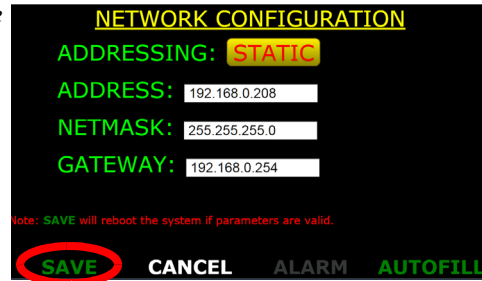 NETWORK CONFIGURATION
ADDRESSING: STATIC
ADDRESS: 192.168.0.208
NETMASK: 255.255.255.0
GATEWAY: 192.168.0.254
Note: SAVE will reboot the system if parameters are valid.
SAVE CANCEL ALARM AUTOFILL